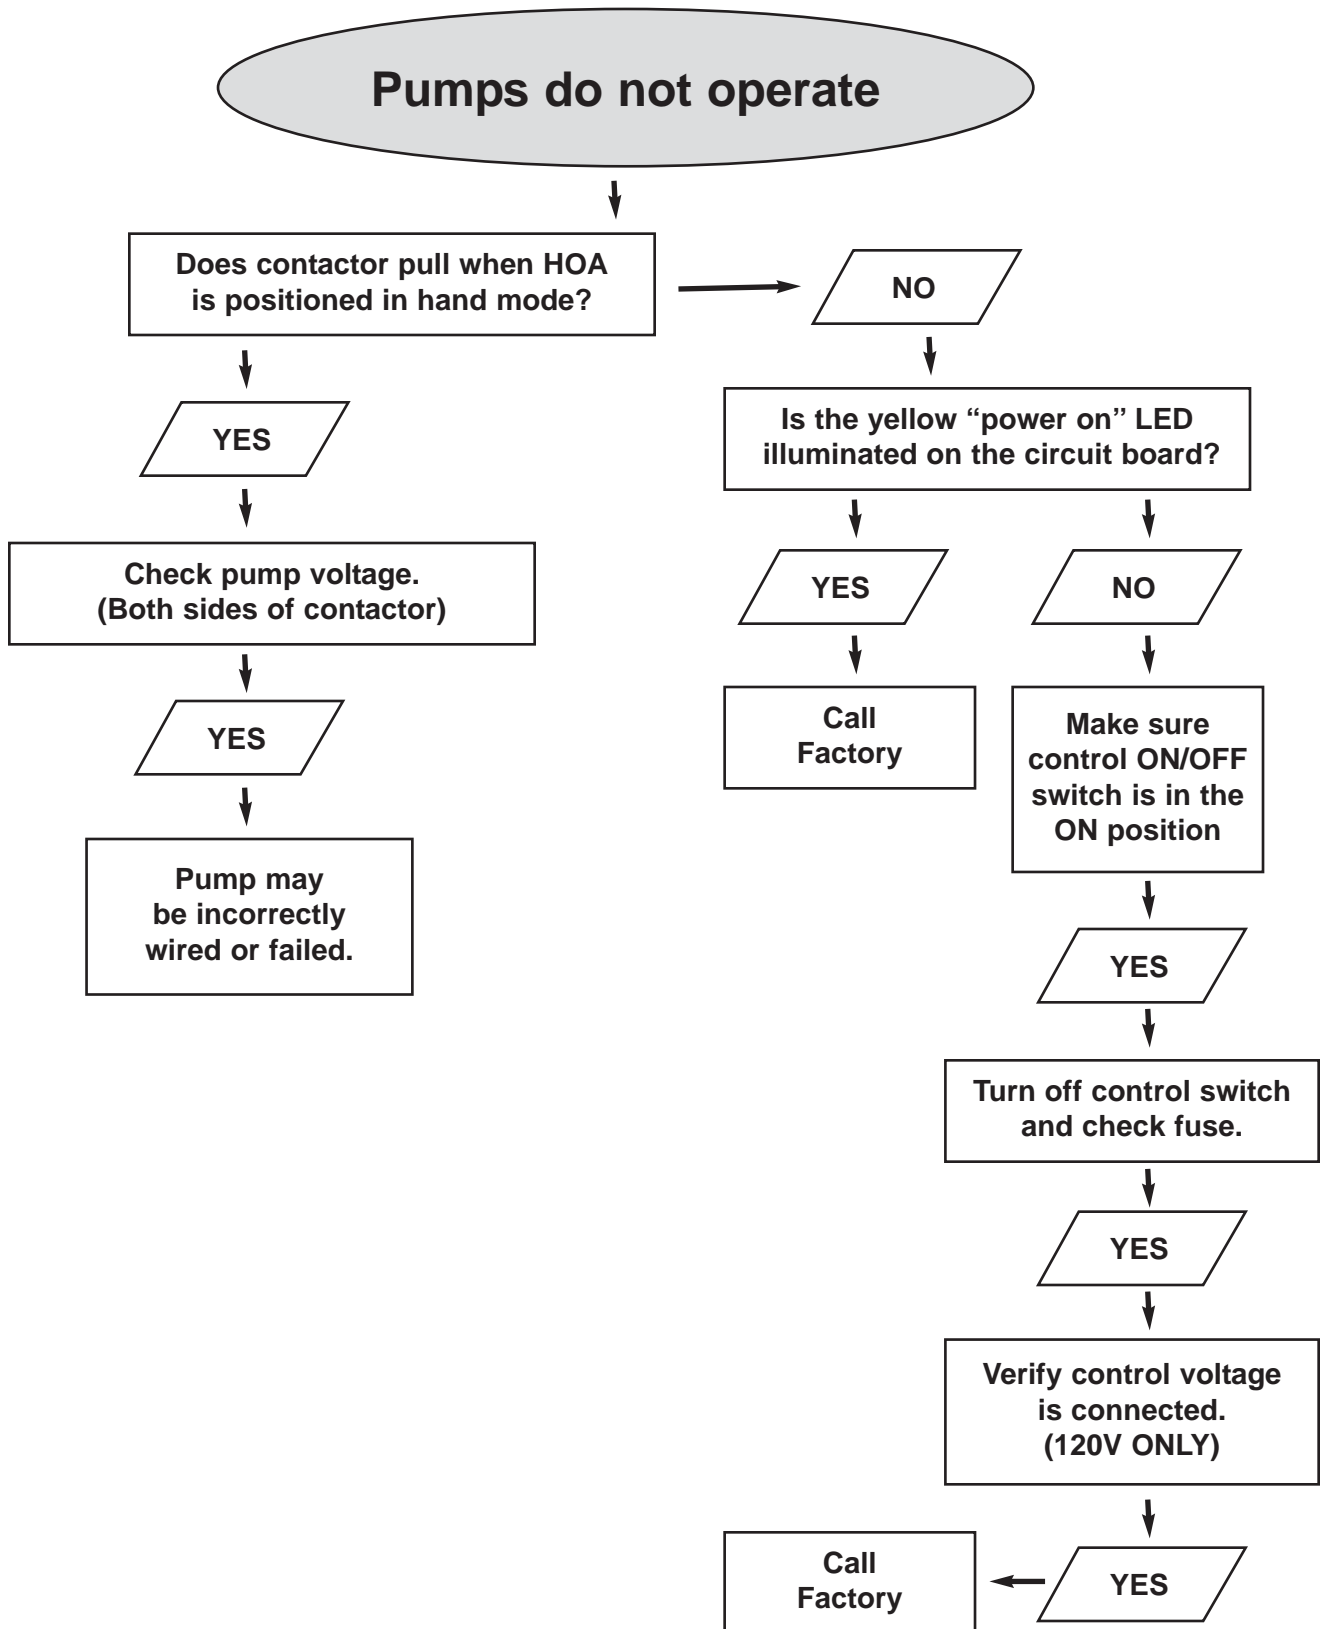 Pumps do not operate
Does contactor pull when HOA
is positioned in hand mode?
NO
YES
Is the yellow “power on” LED
illuminated on the circuit board?
Check pump voltage.
(Both sides of contactor)
YES
NO
YES
Call
Factory
Make sure
control ON/OFF
switch is in the
ON position
Pump may
be incorrectly
wired or failed.
YES
Turn off control switch
and check fuse.
YES
Verify control voltage
is connected.
(120V ONLY)
YES
Call
Factory